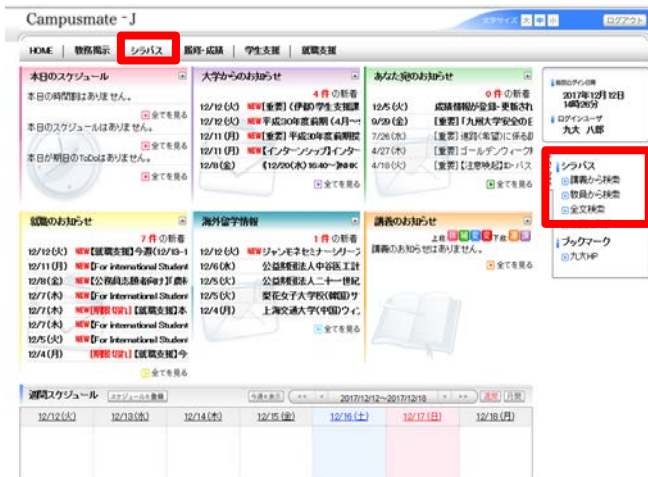 Campusmate -J
文字サイズ 大 中 小
ログアウト
HOME | 教務掲示 シラバス 履修・成績 | 学生支援 | 就職支援
本日のスケジュール
本日の時間割はありません。
全てを見る
本日のスケジュールはありません。
全てを見る
本日が期日のToDoはありません。
全てを見る
大学からのお知らせ
4 件 の新着
12/12 (火) NEW【重要】(伊都)学生支援課
12/12 (火) NEW 平成30年度前期 (4月~
12/11 (月) NEW【重要】平成30年度前期授
12/11 (月) NEW【インターンシップ】インター
12/8 (金) 《12/20(水)16:40~》NHK
全てを見る
あなた宛のお知らせ
0 件 の新着
12/5 (火) 成績情報が登録・更新され
9/29 (金) 【重要】「九州大学安全の日
7/26 (水) 【重要】進路(希望)に係る
4/27 (木) 【重要】ゴールデンウィーク
4/18 (火) 【重要】【注意喚起】ID・パス
全てを見る
前回ログイン日時
2017年12月12日
14時26分
ログインユーザ
九大 八郎
シラバス
講義から検索
教員から検索
全文検索
ブックマーク
九大HP
就職のお知らせ
7 件 の新着
12/12 (火) NEW【就職支援】今週(12/13-1
12/11 (月) NEW【For international Student
12/8 (金) NEW【公務員志願者向け】「農林
12/7 (木) NEW【For international Student
12/7 (木) NEW【期限切れ】【就職支援】本
12/7 (木) NEW【For international Student
12/5 (火) NEW【For international Student
12/4 (月) 【期限切れ】【就職支援】今
全てを見る
海外留学情報
1 件 の新着
12/12 (火) NEW ジャンモネセミナーシリーズ
12/6 (水) 公益財団法人中谷医工計
12/5 (火) 公益財団法人二十一世紀
12/5 (火) 梨花女子大学校(韓国)サ
12/4 (月) 上海交通大学(中国)ウィン
全てを見る
講義のお知らせ
上段 休 補 変 変 下段
講義のお知らせはありません。
全てを見る
週間スケジュール スケジュールを登録 今週を表示 << < 2017/12/12~2017/12/18 > >> 週間 月間
12/12 (火) 12/13 (水) 12/14 (木) 12/15 (金) 12/16 (土) 12/17 (日) 12/18 (月)